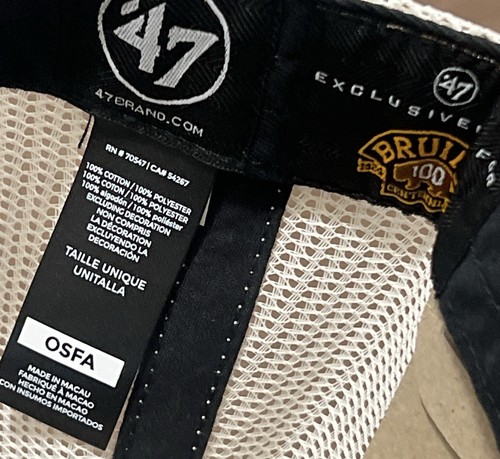 47
47BRAND.COM
47
EXCLUSIVE
BRUI
100
CENTENNIAL
RN # 70547 | CA# 54267
100% COTTON / 100% POLYESTER
100% COTON / 100% POLYESTER
100% algodón / 100% poliéster
EXCLUDING DECORATION
NON COMPRIS
LA DÉCORATION
EXCLUYENDO LA
DECORACIÓN
TAILLE UNIQUE
UNITALLA
OSFA
MADE IN MACAU
FABRIQUÉ À MACAO
HECHO EN MACAO
CON INSUMOS IMPORTADOS